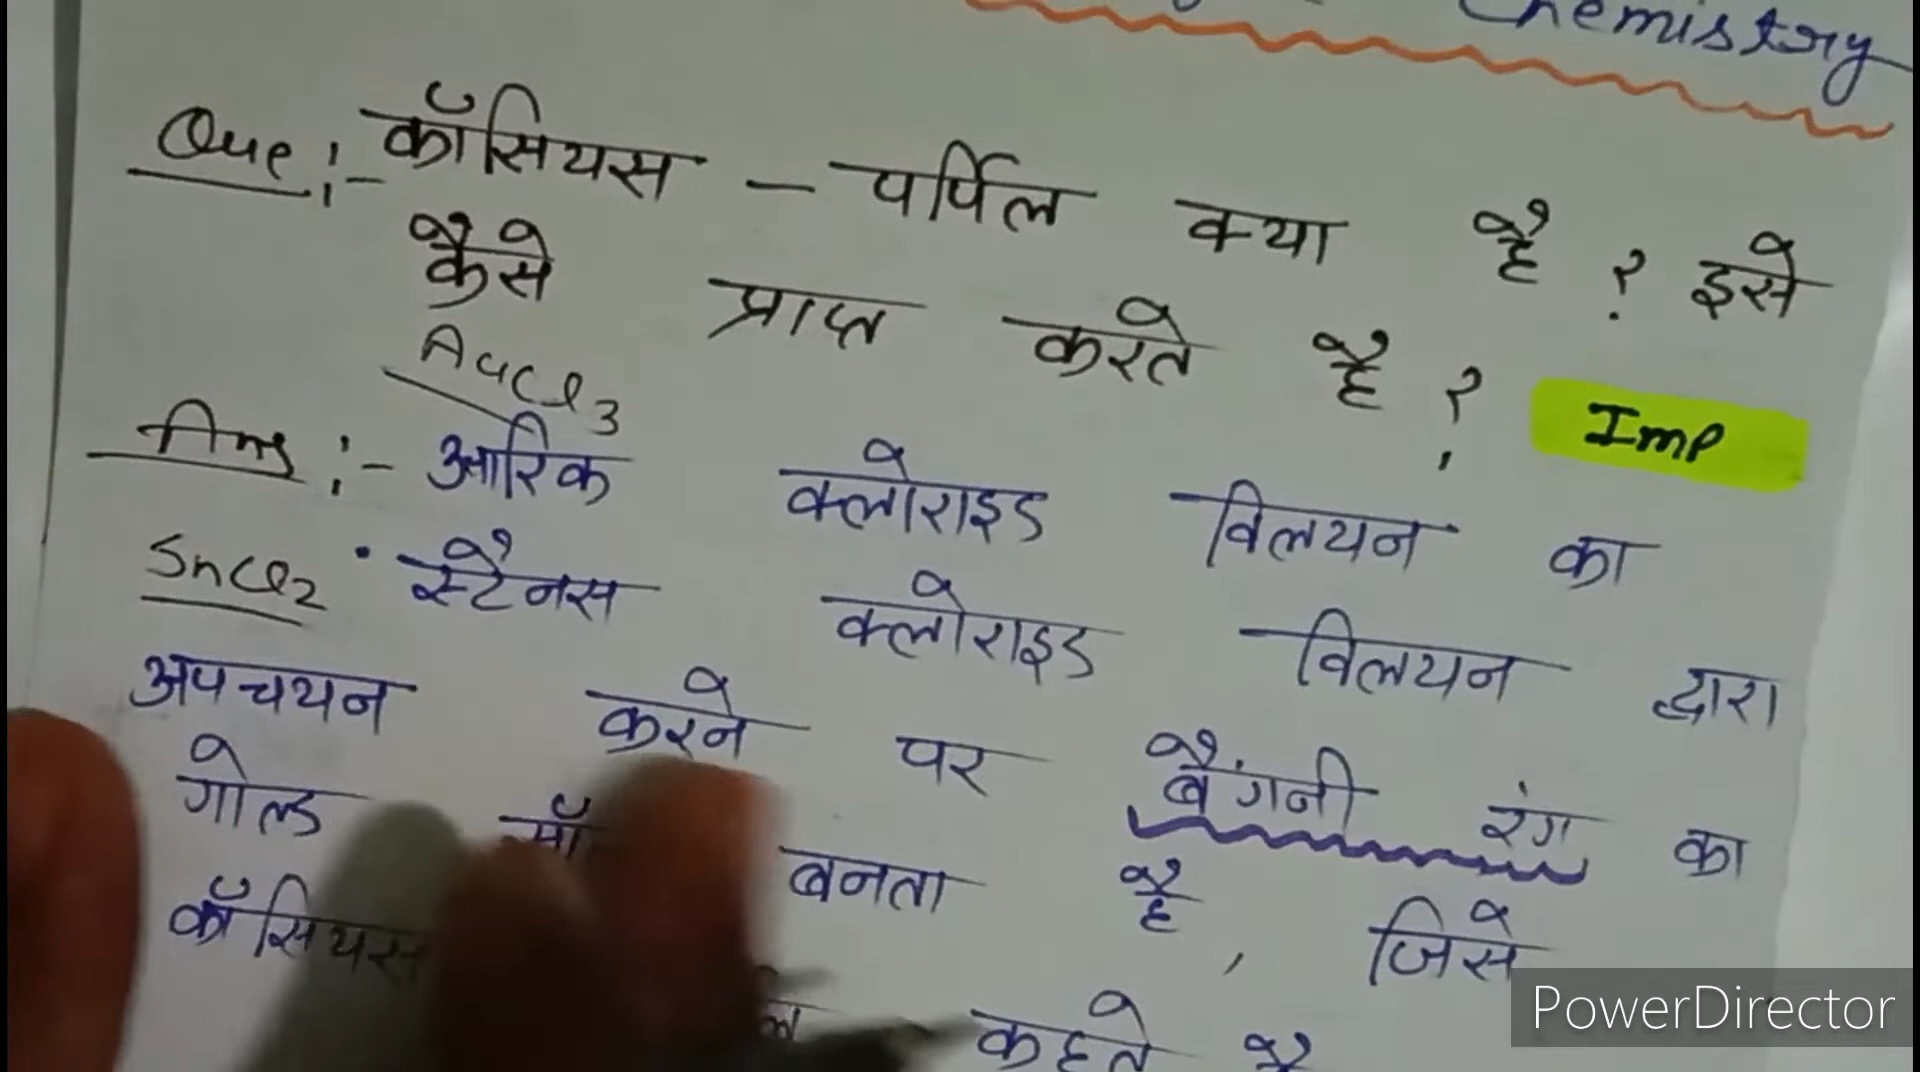 Chemistry
Que:- कॉसियस - पर्पिल क्या है ? इसे
कैसे प्राप्त करते है ? Imp
AuCl3
Ans :- आरिक क्लोराइड विलयन का
SnCl2 स्टैनस क्लोराइड विलयन द्वारा
अपचयन करने पर बैंगनी रंग का
गोल्ड बनता है , जिसे
कॉसियस कहते है
PowerDirector